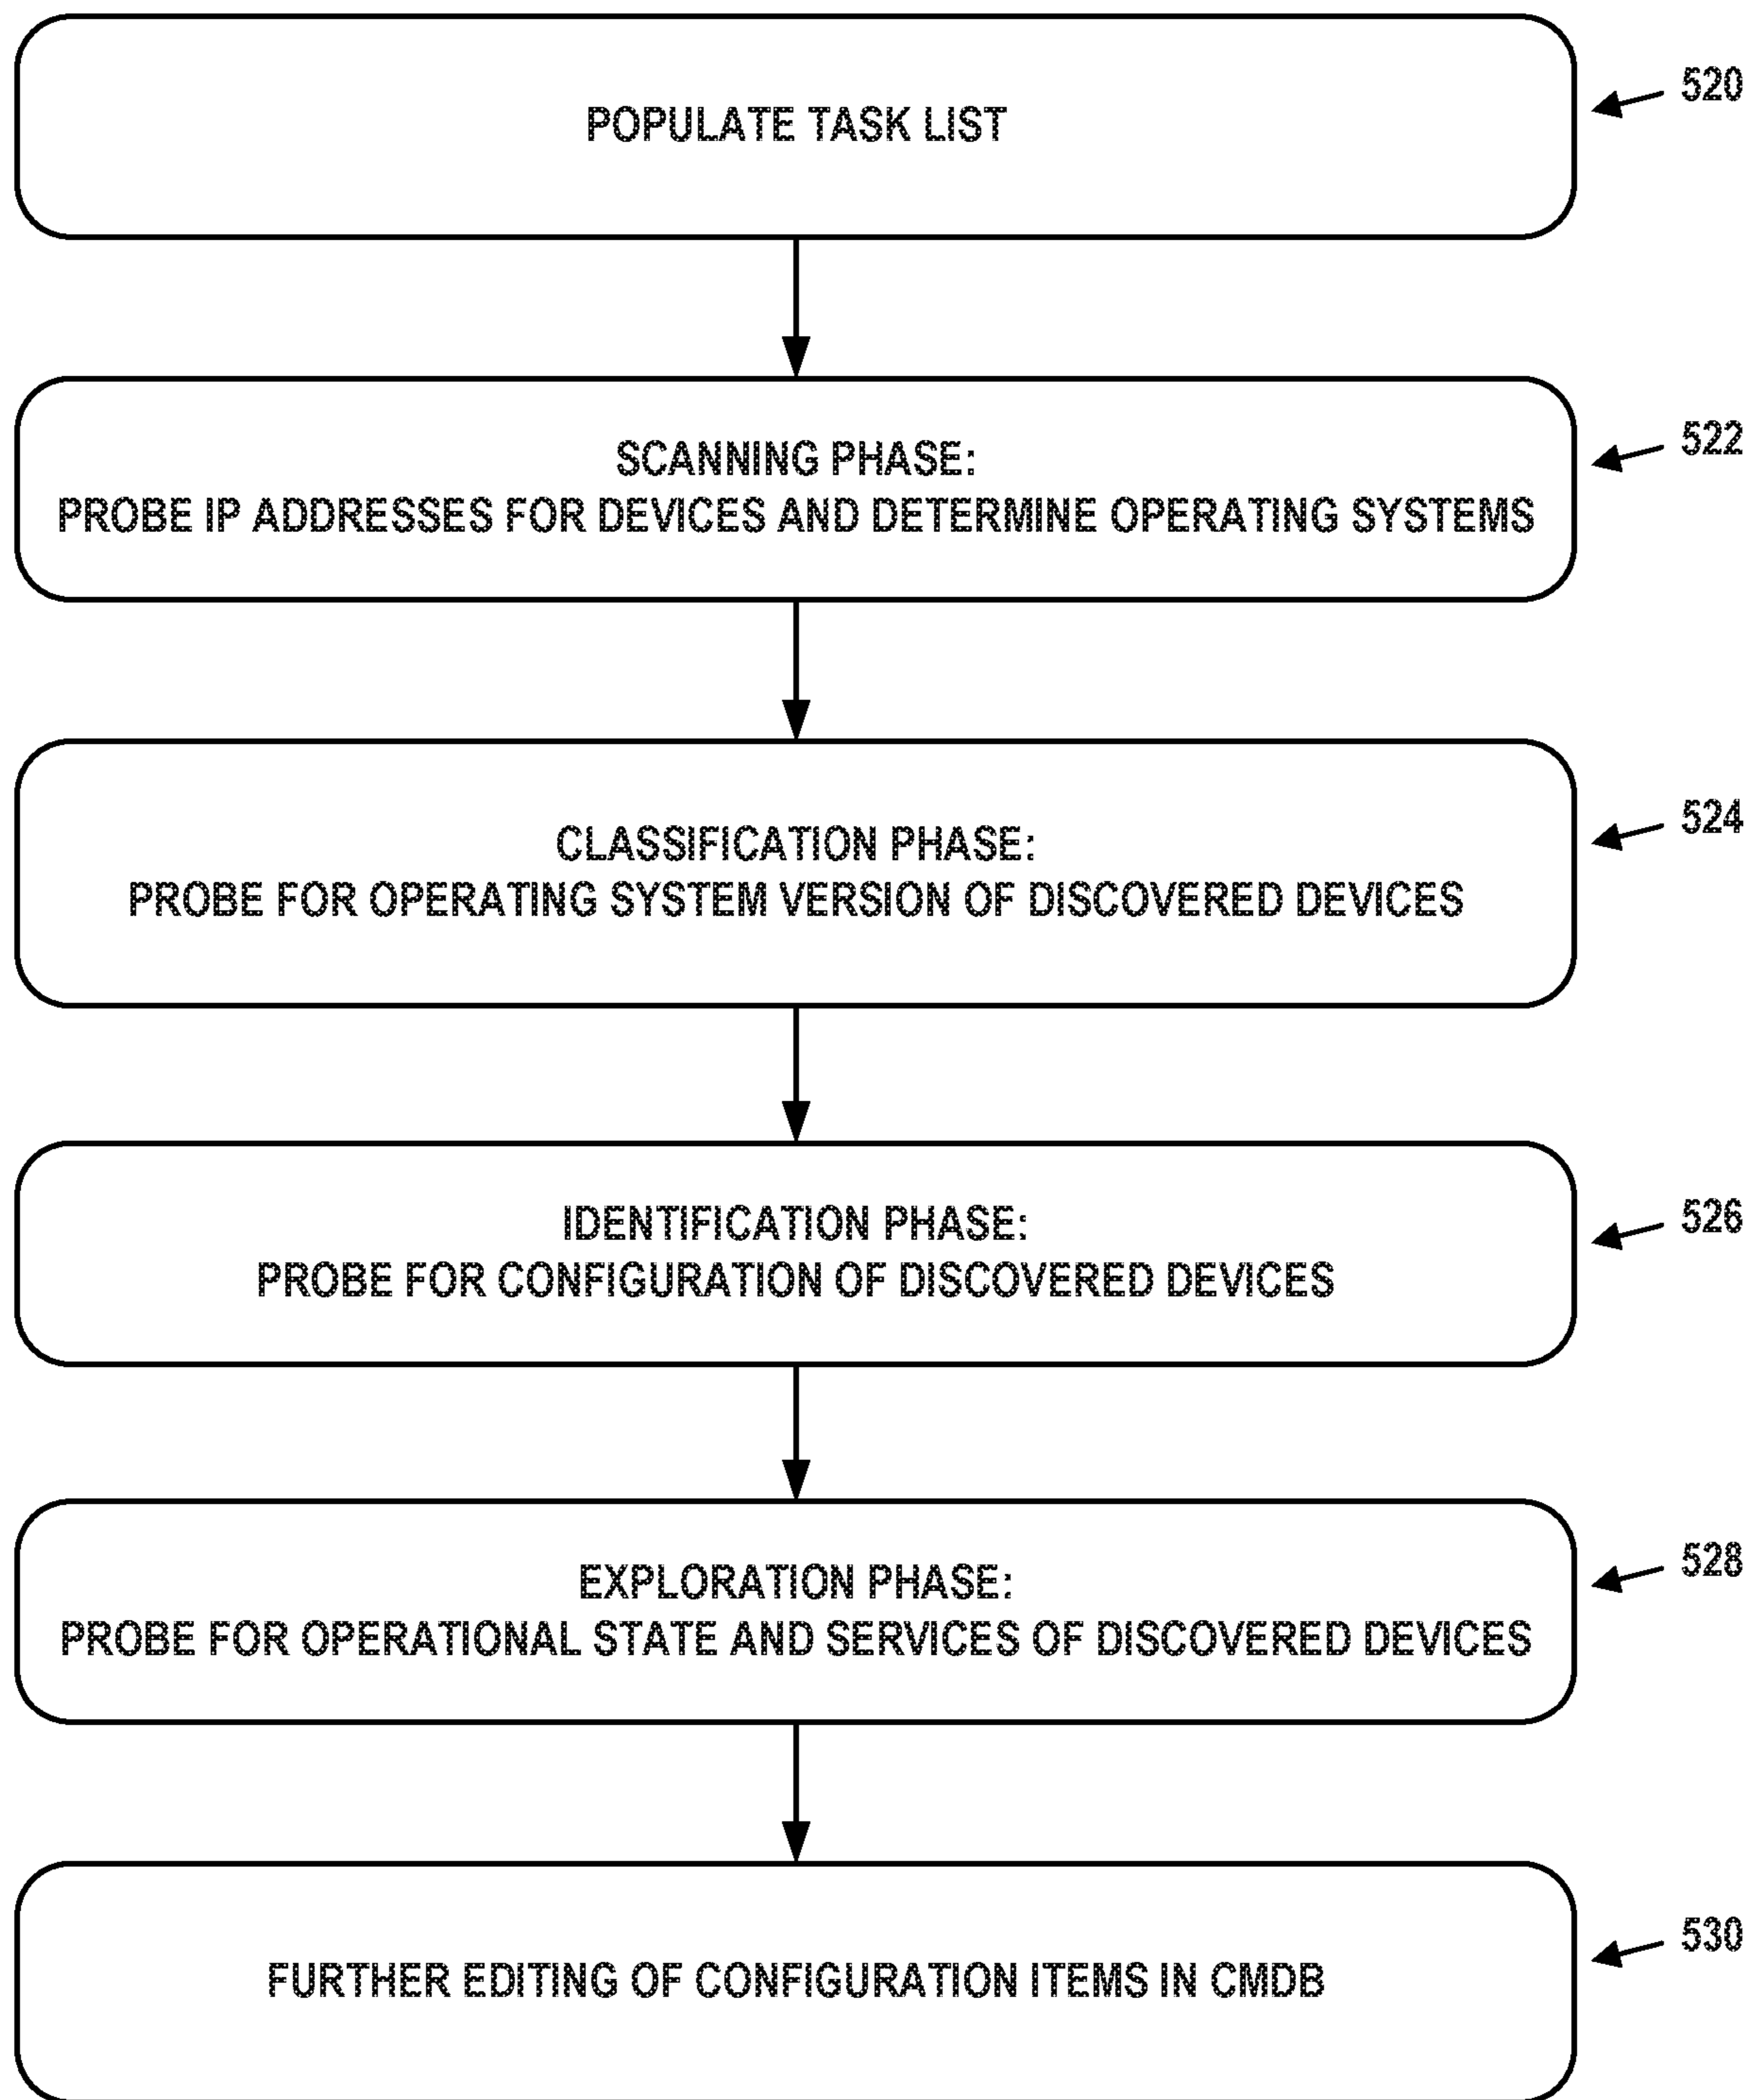 POPULATE TASK LIST
520
SCANNING PHASE:
PROBE IP ADDRESSES FOR DEVICES AND DETERMINE OPERATING SYSTEMS
522
CLASSIFICATION PHASE:
PROBE FOR OPERATING SYSTEM VERSION OF DISCOVERED DEVICES
524
IDENTIFICATION PHASE:
PROBE FOR CONFIGURATION OF DISCOVERED DEVICES
526
EXPLORATION PHASE:
PROBE FOR OPERATIONAL STATE AND SERVICES OF DISCOVERED DEVICES
528
FURTHER EDITING OF CONFIGURATION ITEMS IN CMDB
530